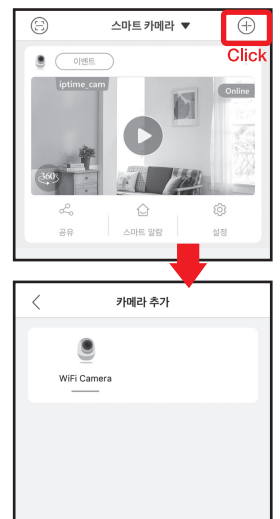 스마트 카메라 ▼
Click
이벤트
iptime_cam
Online
360°
공유
스마트 알람
설정
카메라 추가
WiFi Camera